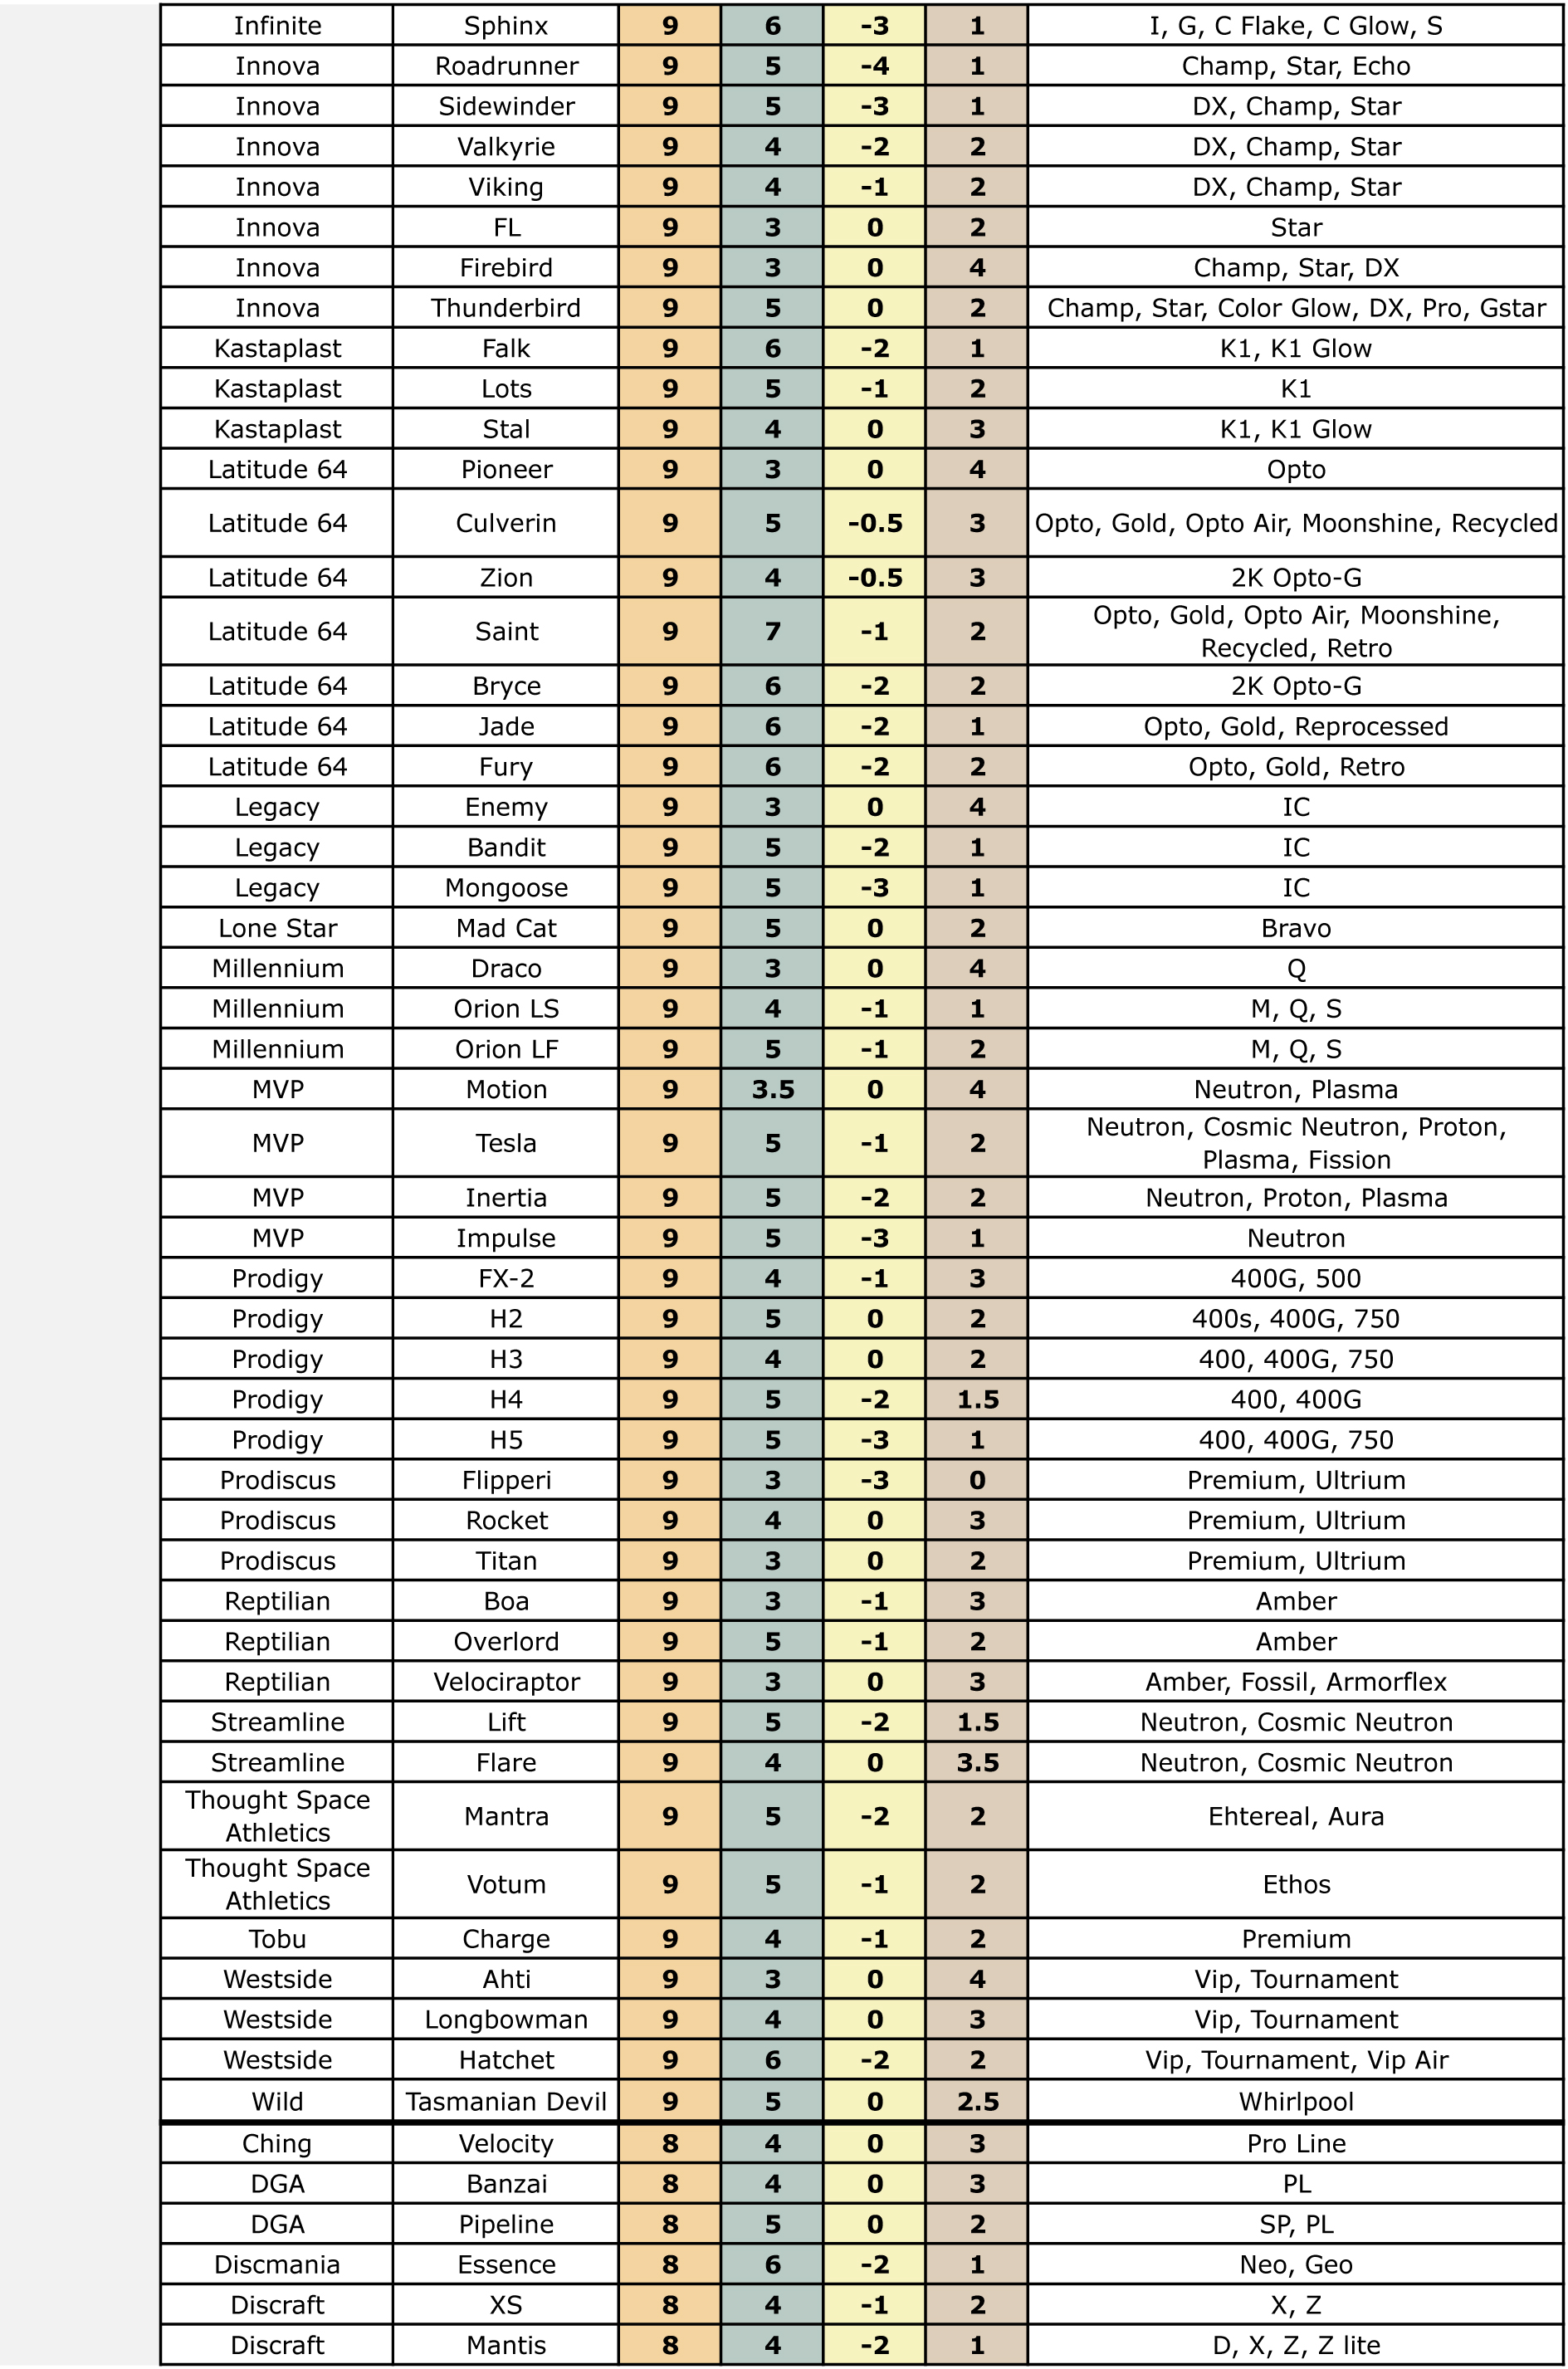 Infinite Sphinx 9 6 -3 1 I, G, C Flake, C Glow, S
Innova Roadrunner 9 5 -4 1 Champ, Star, Echo
Innova Sidewinder 9 5 -3 1 DX, Champ, Star
Innova Valkyrie 9 4 -2 2 DX, Champ, Star
Innova Viking 9 4 -1 2 DX, Champ, Star
Innova FL 9 3 0 2 Star
Innova Firebird 9 3 0 4 Champ, Star, DX
Innova Thunderbird 9 5 0 2 Champ, Star, Color Glow, DX, Pro, Gstar
Kastaplast Falk 9 6 -2 1 K1, K1 Glow
Kastaplast Lots 9 5 -1 2 K1
Kastaplast Stal 9 4 0 3 K1, K1 Glow
Latitude 64 Pioneer 9 3 0 4 Opto
Latitude 64 Culverin 9 5 -0.5 3 Opto, Gold, Opto Air, Moonshine, Recycled
Latitude 64 Zion 9 4 -0.5 3 2K Opto-G
Latitude 64 Saint 9 7 -1 2 Opto, Gold, Opto Air, Moonshine,
Recycled, Retro
Latitude 64 Bryce 9 6 -2 2 2K Opto-G
Latitude 64 Jade 9 6 -2 1 Opto, Gold, Reprocessed
Latitude 64 Fury 9 6 -2 2 Opto, Gold, Retro
Legacy Enemy 9 3 0 4 IC
Legacy Bandit 9 5 -2 1 IC
Legacy Mongoose 9 5 -3 1 IC
Lone Star Mad Cat 9 5 0 2 Bravo
Millennium Draco 9 3 0 4 Q
Millennium Orion LS 9 4 -1 1 M, Q, S
Millennium Orion LF 9 5 -1 2 M, Q, S
MVP Motion 9 3.5 0 4 Neutron, Plasma
MVP Tesla 9 5 -1 2 Neutron, Cosmic Neutron, Proton,
Plasma, Fission
MVP Inertia 9 5 -2 2 Neutron, Proton, Plasma
MVP Impulse 9 5 -3 1 Neutron
Prodigy FX-2 9 4 -1 3 400G, 500
Prodigy H2 9 5 0 2 400s, 400G, 750
Prodigy H3 9 4 0 2 400, 400G, 750
Prodigy H4 9 5 -2 1.5 400, 400G
Prodigy H5 9 5 -3 1 400, 400G, 750
Prodiscus Flipperi 9 3 -3 0 Premium, Ultrium
Prodiscus Rocket 9 4 0 3 Premium, Ultrium
Prodiscus Titan 9 3 0 2 Premium, Ultrium
Reptilian Boa 9 3 -1 3 Amber
Reptilian Overlord 9 5 -1 2 Amber
Reptilian Velociraptor 9 3 0 3 Amber, Fossil, Armorflex
Streamline Lift 9 5 -2 1.5 Neutron, Cosmic Neutron
Streamline Flare 9 4 0 3.5 Neutron, Cosmic Neutron
Thought Space
Athletics Mantra 9 5 -2 2 Ehtereal, Aura
Thought Space
Athletics Votum 9 5 -1 2 Ethos
Tobu Charge 9 4 -1 2 Premium
Westside Ahti 9 3 0 4 Vip, Tournament
Westside Longbowman 9 4 0 3 Vip, Tournament
Westside Hatchet 9 6 -2 2 Vip, Tournament, Vip Air
Wild Tasmanian Devil 9 5 0 2.5 Whirlpool
Ching Velocity 8 4 0 3 Pro Line
DGA Banzai 8 4 0 3 PL
DGA Pipeline 8 5 0 2 SP, PL
Discmania Essence 8 6 -2 1 Neo, Geo
Discraft XS 8 4 -1 2 X, Z
Discraft Mantis 8 4 -2 1 D, X, Z, Z lite